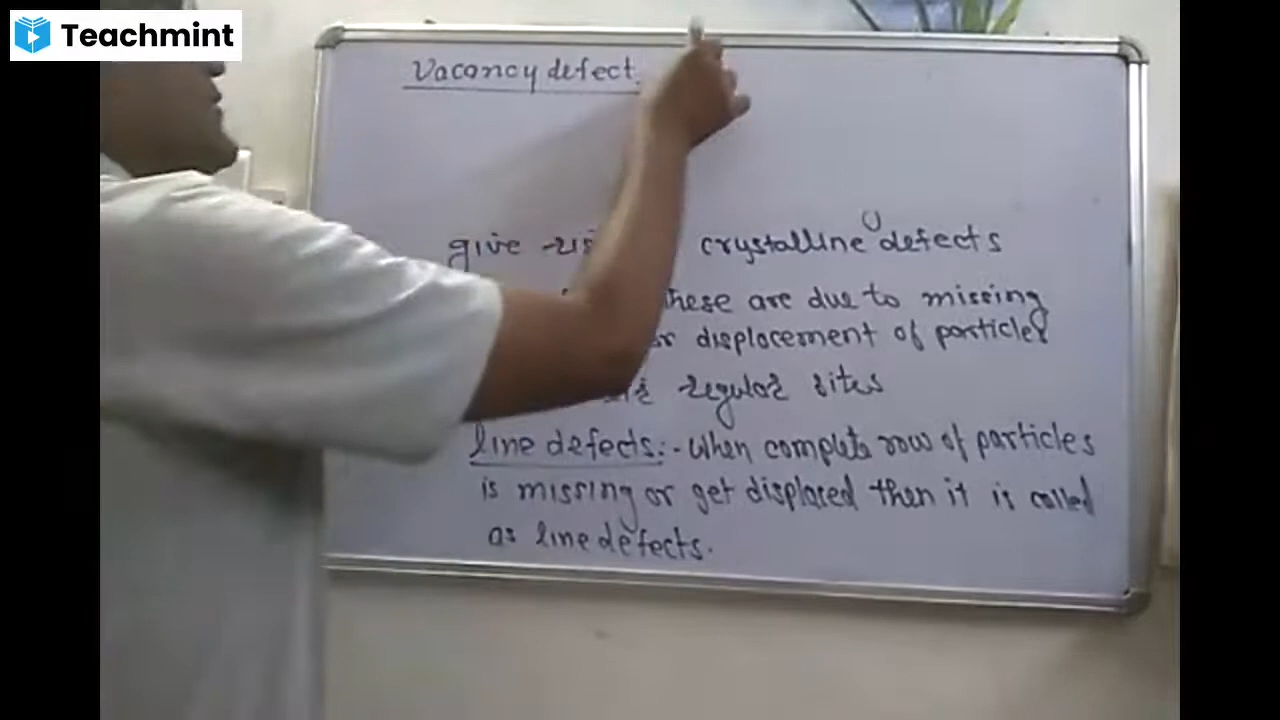 Teachmint
Vacancy defect.
give crystalline defects
these are due to missing
or displacement of particles
regular sites
line defects:- When complete row of particles
is missing or get displaced then it is called
as line defects.